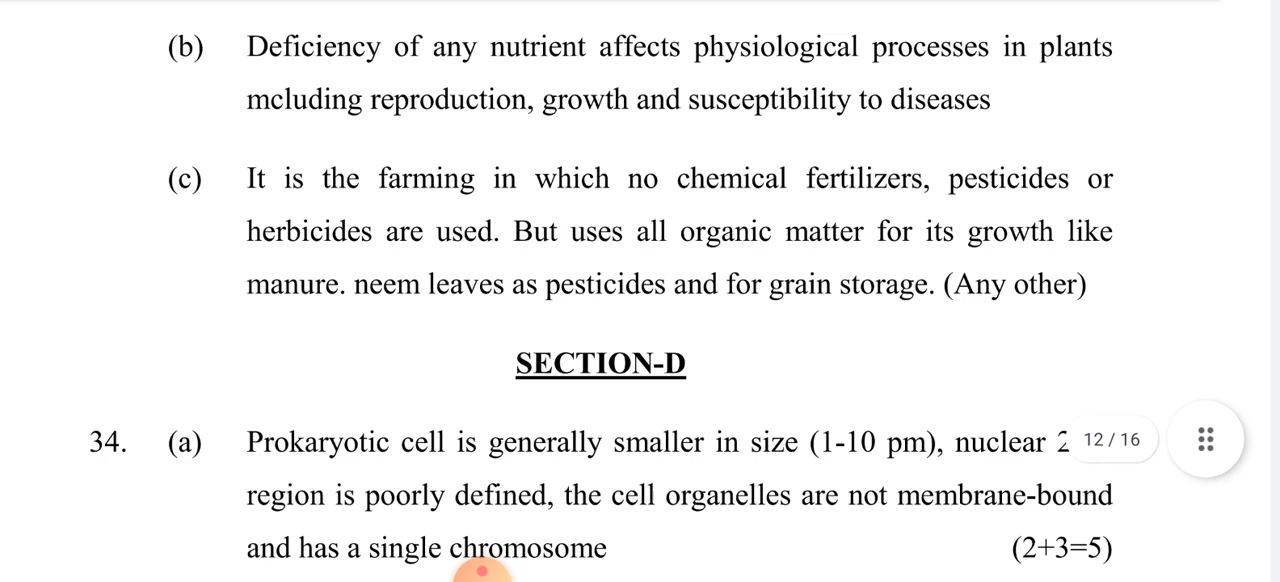 (b) Deficiency of any nutrient affects physiological processes in plants
mcluding reproduction, growth and susceptibility to diseases
(c) It is the farming in which no chemical fertilizers, pesticides or
herbicides are used. But uses all organic matter for its growth like
manure. neem leaves as pesticides and for grain storage. (Any other)
SECTION-D
34. (a) Prokaryotic cell is generally smaller in size (1-10 pm), nuclear 2
12 / 16
region is poorly defined, the cell organelles are not membrane-bound
and has a single chromosome (2+3=5)